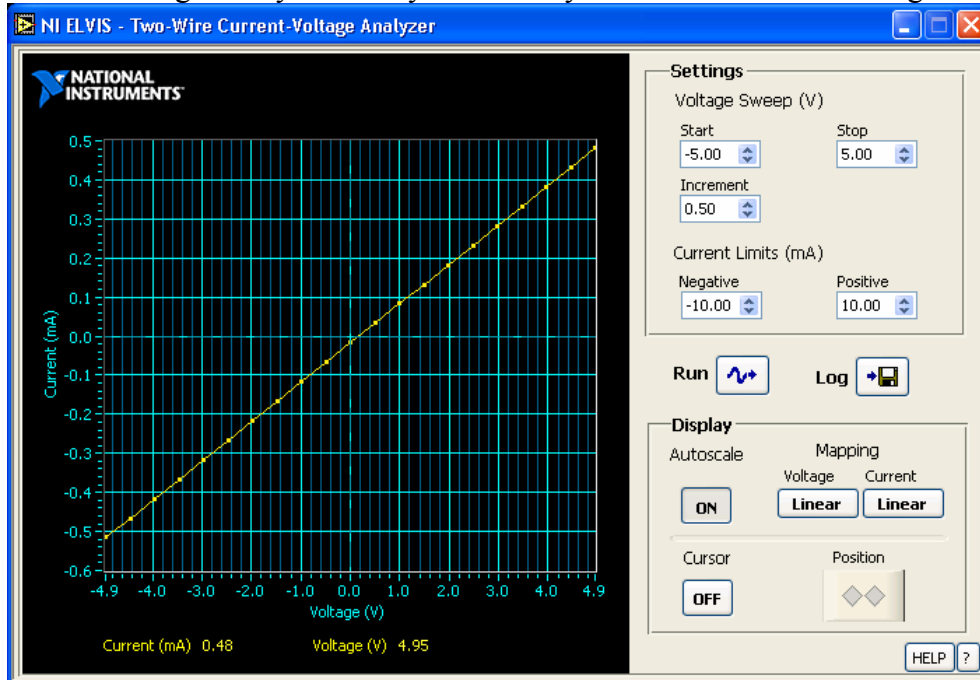 NI ELVIS - Two-Wire Current-Voltage Analyzer
NATIONAL
INSTRUMENTS
0.5
0.4
0.3
0.2
0.1
0.0
-0.1
-0.2
-0.3
-0.4
-0.5
-0.6
Current (mA)
-4.9 -4.0 -3.0 -2.0 -1.0 0.0 1.0 2.0 3.0 4.0 4.9
Voltage (V)
Current (mA) 0.48 Voltage (V) 4.95
Settings
Voltage Sweep (V)
Start Stop
-5.00 5.00
Increment
0.50
Current Limits (mA)
Negative Positive
-10.00 10.00
Run Log
Display
Autoscale Mapping
Voltage Current
ON Linear Linear
Cursor Position
OFF
HELP ?